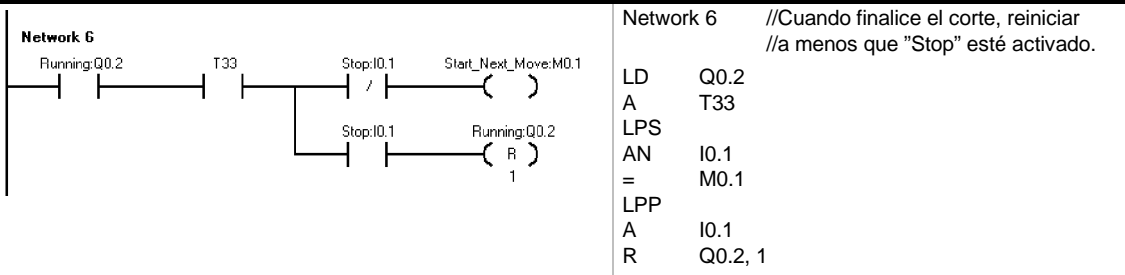 Network 6
Running:Q0.2 T33 Stop:I0.1 Start_Next_Move:M0.1
/
Stop:I0.1 Running:Q0.2
R
1
Network 6 //Cuando finalice el corte, reiniciar
//a menos que ”Stop” esté activado.
LD Q0.2
A T33
LPS
AN I0.1
= M0.1
LPP
A I0.1
R Q0.2, 1